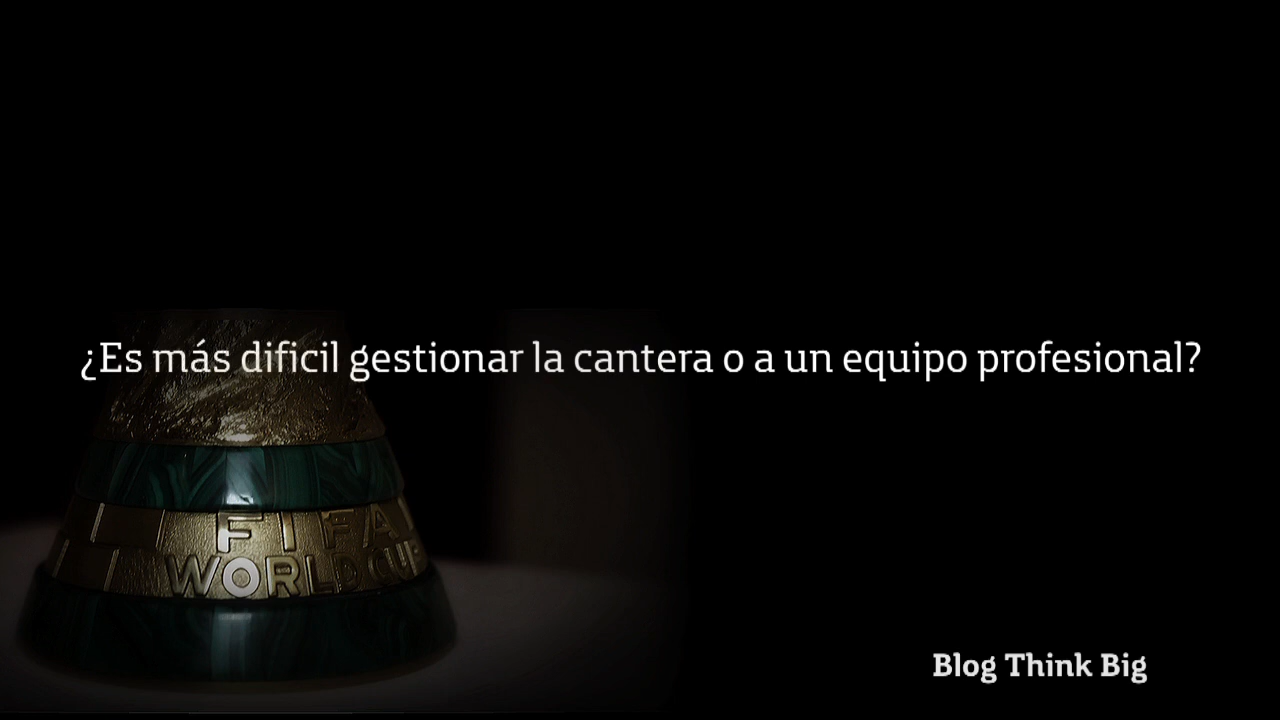 ¿Es más dificil gestionar la cantera o a un equipo profesional?
FIFA
WORLD CUP
Blog Think Big